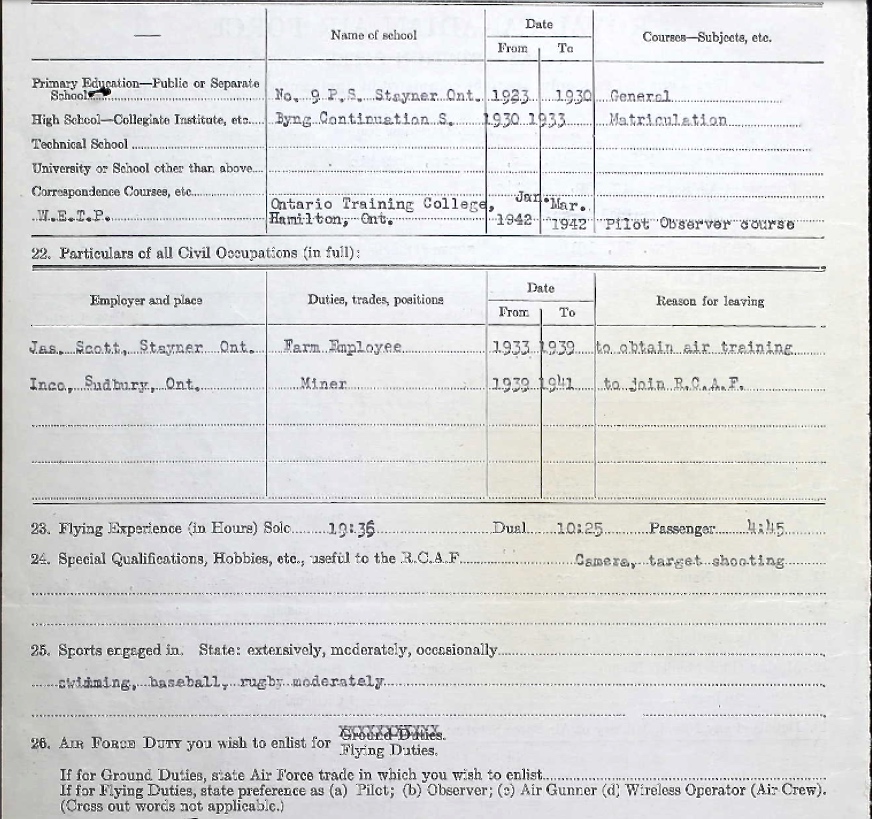 — Name of school Date Courses—Subjects, etc.
From To
Primary Education—Public or Separate
School No. 9 P.S. Stayner Ont. 1923 1930 General
High School—Collegiate Institute, etc. Byng Continuation S. 1930 1933 Matriculation
Technical School
University or School other than above
Correspondence Courses, etc.
Ontario Training College, Jan. Mar.
W.E.T.P. Hamilton, Ont. 1942 1942 Pilot Observer course
22. Particulars of all Civil Occupations (in full):
Employer and place Duties, trades, positions Date Reason for leaving
From To
Jas. Scott, Stayner Ont. Farm Employee 1933 1939 to obtain air training
Inco, Sudbury, Ont. Miner 1939 1941 to join R.C.A.F.
23. Flying Experience (in Hours) Solo 19:36 Dual 10:25 Passenger 4:45
24. Special Qualifications, Hobbies, etc., useful to the R.C.A.F. Camera, target shooting
25. Sports engaged in. State: extensively, moderately, occasionally
swimming, baseball, rugby moderately
26. AIR FORCE DUTY you wish to enlist for Ground Duties.
Flying Duties.
If for Ground Duties, state Air Force trade in which you wish to enlist
If for Flying Duties, state preference as (a) Pilot; (b) Observer; (c) Air Gunner (d) Wireless Operator (Air Crew).
(Cross out words not applicable.)